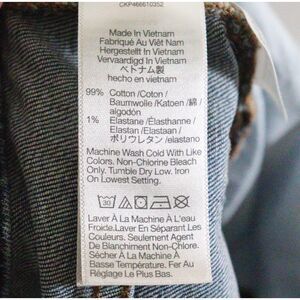 CKP466610352
Made In Vietnam
Fabriqué Au Viêt Nam
Hergestellt In Vietnam
Vervaardigd In Vietnam
ベトナム製
hecho en vietnam
99% Cotton /Coton /
Baumwolle /Katoen /綿 /
algodón
1% Elastane /Élasthanne /
Elastan /Elastaan /
ポリウレタン /elastano
Machine Wash Cold With Like
Colors. Non-Chlorine Bleach
Only. Tumble Dry Low. Iron
On Lowest Setting.
30
Laver À La Machine À L'eau
Froide.Laver En Séparant Les
Couleurs. Seulement Agent
De Blanchiment Non-Chlore.
Sécher À La Machine À
Basse Température. Fer Au
Réglage Le Plus Bas.